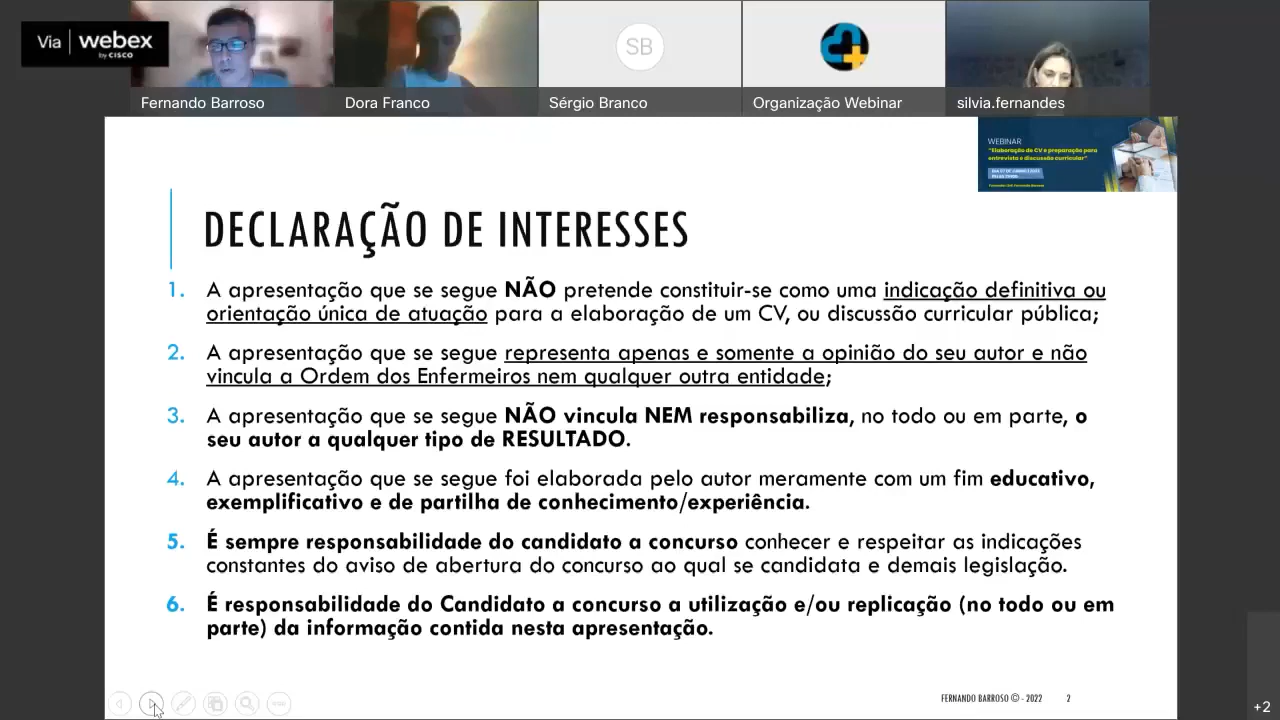 Via webex
by CISCO
Fernando Barroso
Dora Franco
SB
Sérgio Branco
Organização Webinar
silvia.fernandes
WEBINAR
"Elaboração de CV e preparação para
entrevista e discussão curricular"
DECLARAÇÃO DE INTERESSES
1. A apresentação que se segue NÃO pretende constituir-se como uma indicação definitiva ou
orientação única de atuação para a elaboração de um CV, ou discussão curricular pública;
2. A apresentação que se segue representa apenas e somente a opinião do seu autor e não
vincula a Ordem dos Enfermeiros nem qualquer outra entidade;
3. A apresentação que se segue NÃO vincula NEM responsabiliza, no todo ou em parte, o
seu autor a qualquer tipo de RESULTADO.
4. A apresentação que se segue foi elaborada pelo autor meramente com um fim educativo,
exemplificativo e de partilha de conhecimento/experiência.
5. É sempre responsabilidade do candidato a concurso conhecer e respeitar as indicações
constantes do aviso de abertura do concurso ao qual se candidata e demais legislação.
6. É responsabilidade do Candidato a concurso a utilização e/ou replicação (no todo ou em
parte) da informação contida nesta apresentação.
FERNANDO BARROSO © - 2022 2
+2